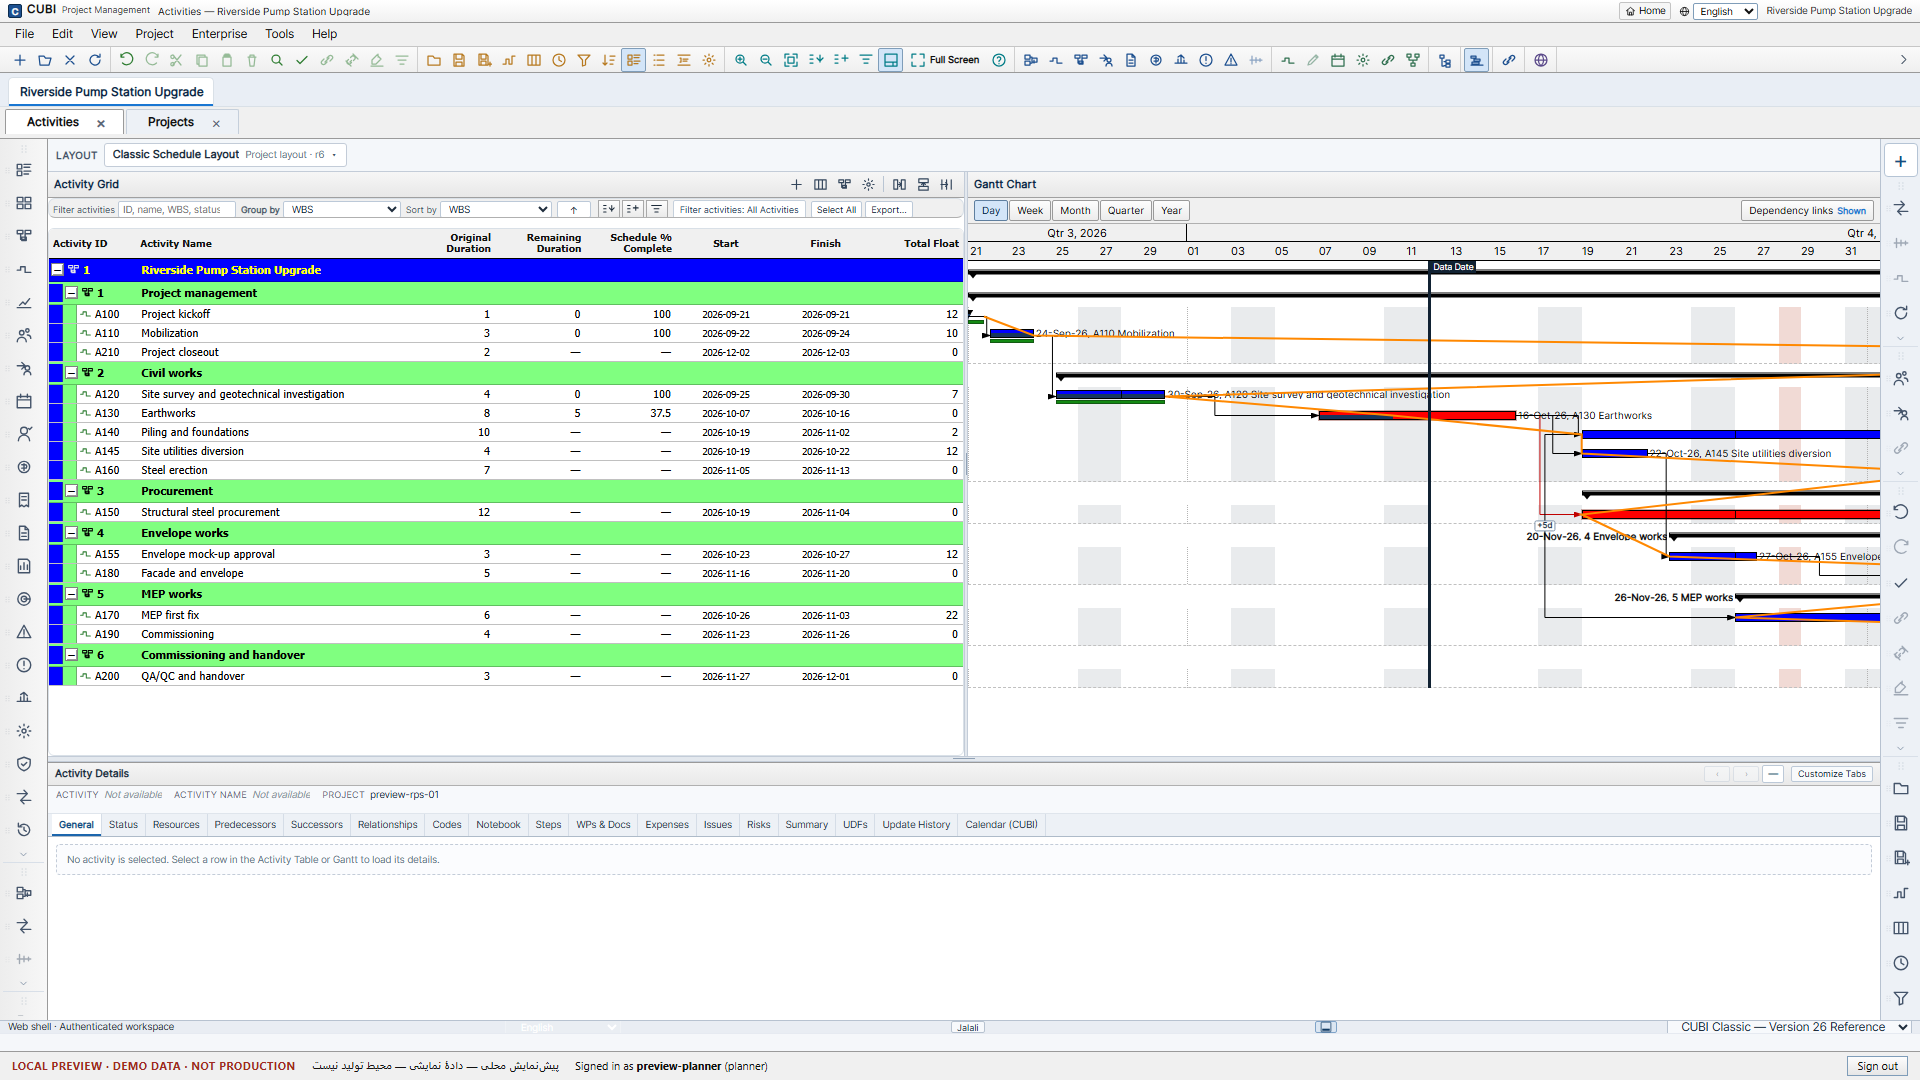 CUBI Project Management Activities — Riverside Pump Station Upgrade
Home English Riverside Pump Station Upgrade
File Edit View Project Enterprise Tools Help
Full Screen
Riverside Pump Station Upgrade
Activities Projects
LAYOUT Classic Schedule Layout Project layout · r6
Activity Grid
Filter activities ID, name, WBS, status Group by WBS Sort by WBS Filter activities: All Activities Select All Export...
Activity ID Activity Name Original Duration Remaining Duration Schedule % Complete Start Finish Total Float
1 Riverside Pump Station Upgrade
1 Project management
A100 Project kickoff 1 0 100 2026-09-21 2026-09-21 12
A110 Mobilization 3 0 100 2026-09-22 2026-09-24 10
A210 Project closeout 2 — — 2026-12-02 2026-12-03 0
2 Civil works
A120 Site survey and geotechnical investigation 4 0 100 2026-09-25 2026-09-30 7
A130 Earthworks 8 5 37.5 2026-10-07 2026-10-16 0
A140 Piling and foundations 10 — — 2026-10-19 2026-11-02 2
A145 Site utilities diversion 4 — — 2026-10-19 2026-10-22 12
A160 Steel erection 7 — — 2026-11-05 2026-11-13 0
3 Procurement
A150 Structural steel procurement 12 — — 2026-10-19 2026-11-04 0
4 Envelope works
A155 Envelope mock-up approval 3 — — 2026-10-23 2026-10-27 12
A180 Facade and envelope 5 — — 2026-11-16 2026-11-20 0
5 MEP works
A170 MEP first fix 6 — — 2026-10-26 2026-11-03 22
A190 Commissioning 4 — — 2026-11-23 2026-11-26 0
6 Commissioning and handover
A200 QA/QC and handover 3 — — 2026-11-27 2026-12-01 0
Gantt Chart
Day Week Month Quarter Year Dependency links Shown
Qtr 3, 2026 Qtr 4,
21 23 25 27 29 01 03 05 07 09 11 13 15 17 19 21 23 25 27 29 31
Data Date
24-Sep-26, A110 Mobilization
30-Sep-26, A120 Site survey and geotechnical investigation
16-Oct-26, A130 Earthworks
22-Oct-26, A145 Site utilities diversion
+5d
20-Nov-26, 4 Envelope works
27-Oct-26, A155 Envelope
26-Nov-26, 5 MEP works
Activity Details
Customize Tabs
ACTIVITY Not available ACTIVITY NAME Not available PROJECT preview-rps-01
General Status Resources Predecessors Successors Relationships Codes Notebook Steps WPs & Docs Expenses Issues Risks Summary UDFs Update History Calendar (CUBI)
No activity is selected. Select a row in the Activity Table or Gantt to load its details.
Web shell · Authenticated workspace English Jalali CUBI Classic — Version 26 Reference
LOCAL PREVIEW · DEMO DATA · NOT PRODUCTION پیش‌نمایش محلی — دادهٔ نمایشی — محیط تولید نیست Signed in as preview-planner (planner) Sign out